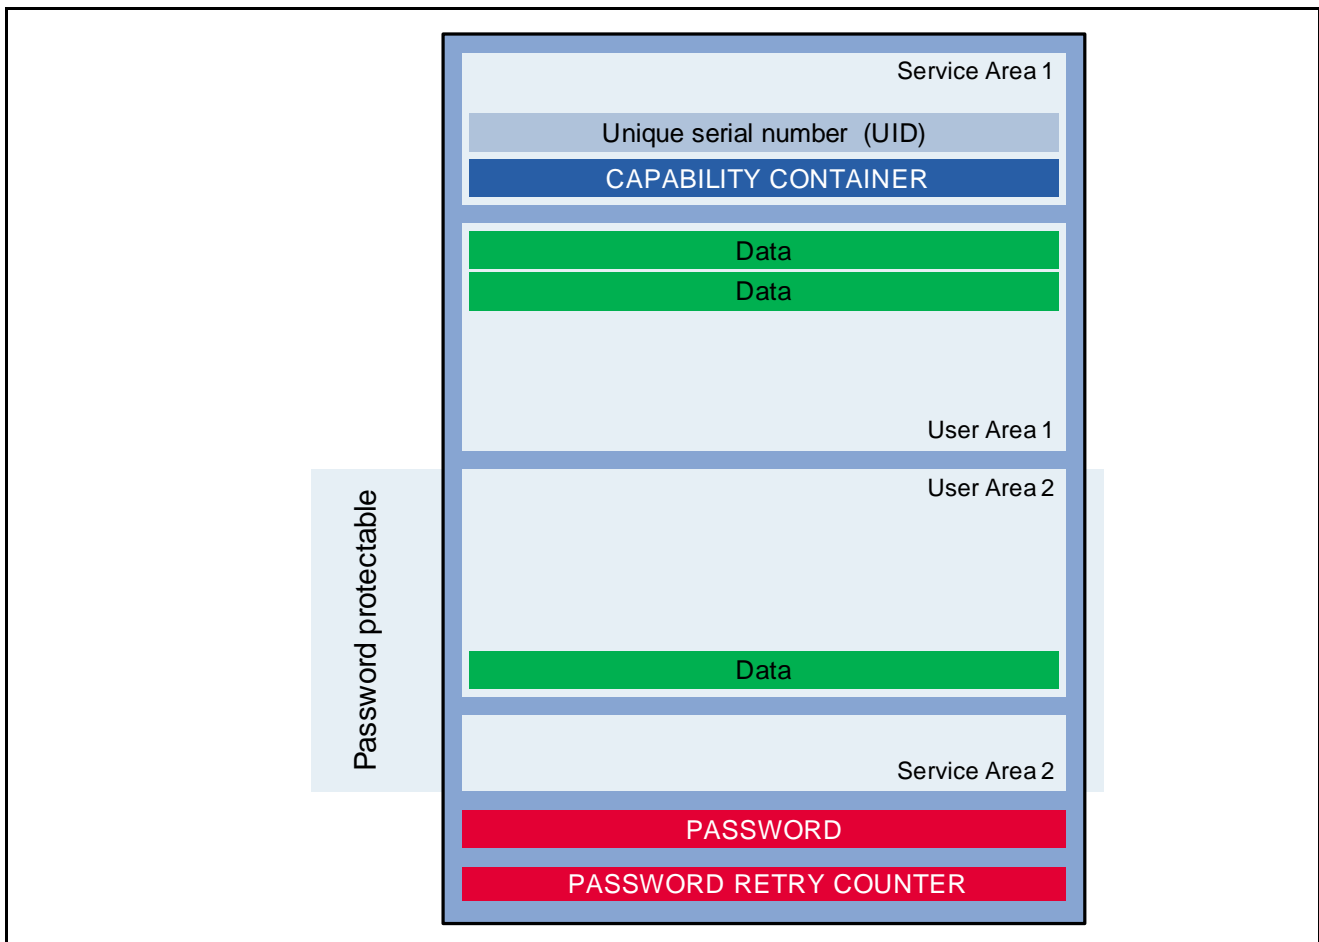 Service Area 1
Unique serial number (UID)
CAPABILITY CONTAINER
Data
Data
User Area 1
Password protectable
User Area 2
Data
Service Area 2
PASSWORD
PASSWORD RETRY COUNTER